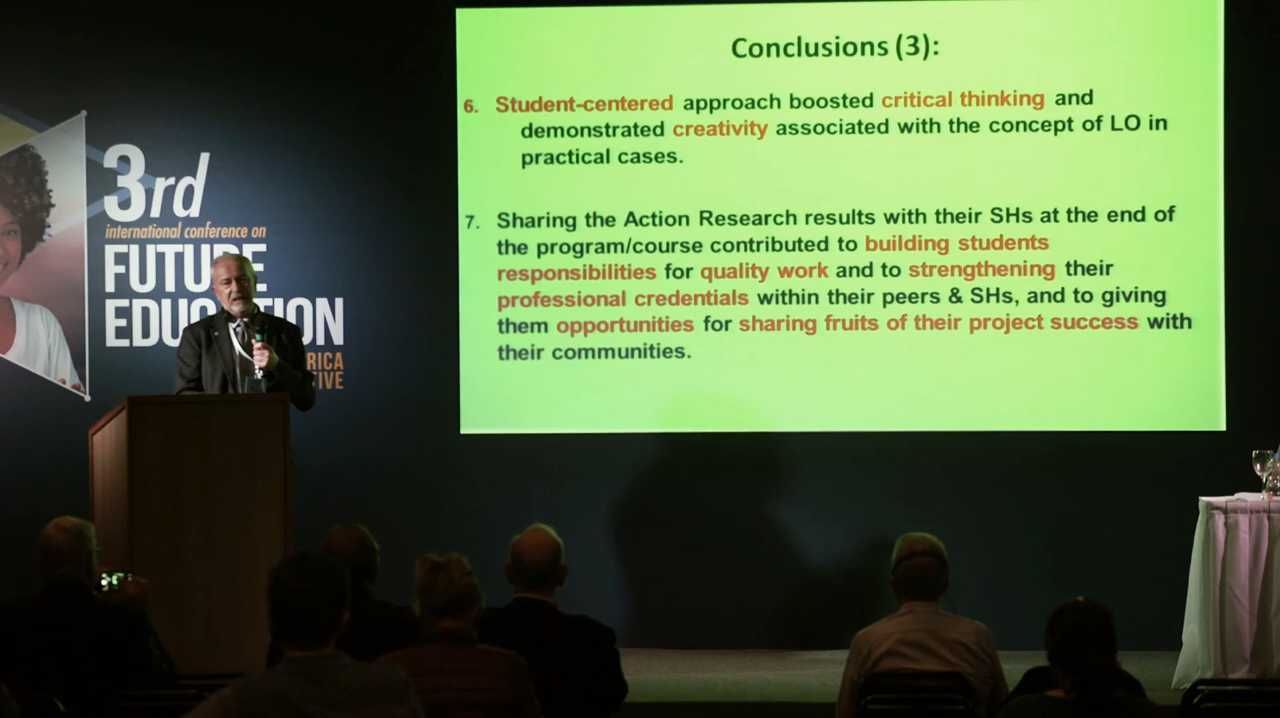 3rd
international conference on
FUTURE
EDUCATION
RICA
TIVE
Conclusions (3):
6. Student-centered approach boosted critical thinking and
demonstrated creativity associated with the concept of LO in
practical cases.
7. Sharing the Action Research results with their SHs at the end of
the program/course contributed to building students
responsibilities for quality work and to strengthening their
professional credentials within their peers & SHs, and to giving
them opportunities for sharing fruits of their project success with
their communities.